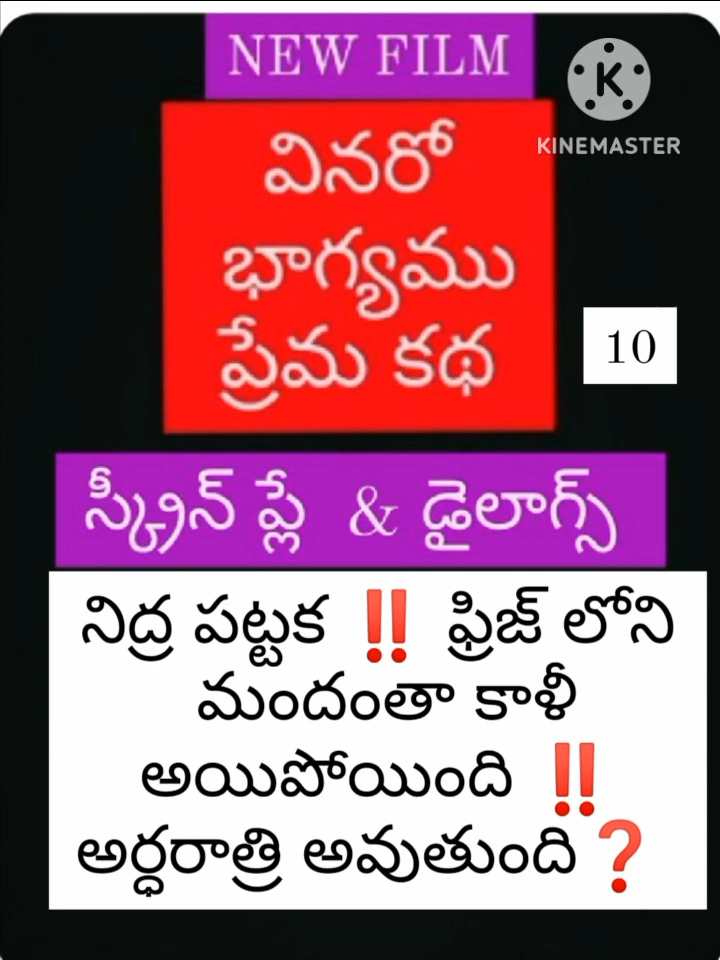 NEW FILM
KINEMASTER
వినరో
భాగ్యము
ప్రేమ కథ
10
స్క్రీన్ ప్లే & డైలాగ్స్
నిద్ర పట్టక ‼️ ఫ్రిజ్ లోని
మందంతా కాళీ
అయిపోయింది ‼️
అర్ధరాత్రి అవుతుంది ❓